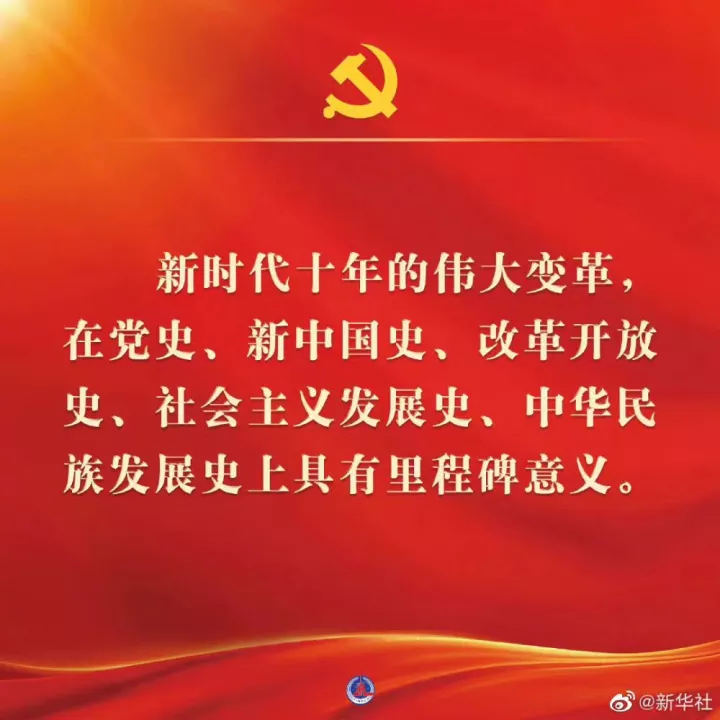 新时代十年的伟大变革，
在党史、新中国史、改革开放
史、社会主义发展史、中华民
族发展史上具有里程碑意义。
@新华社